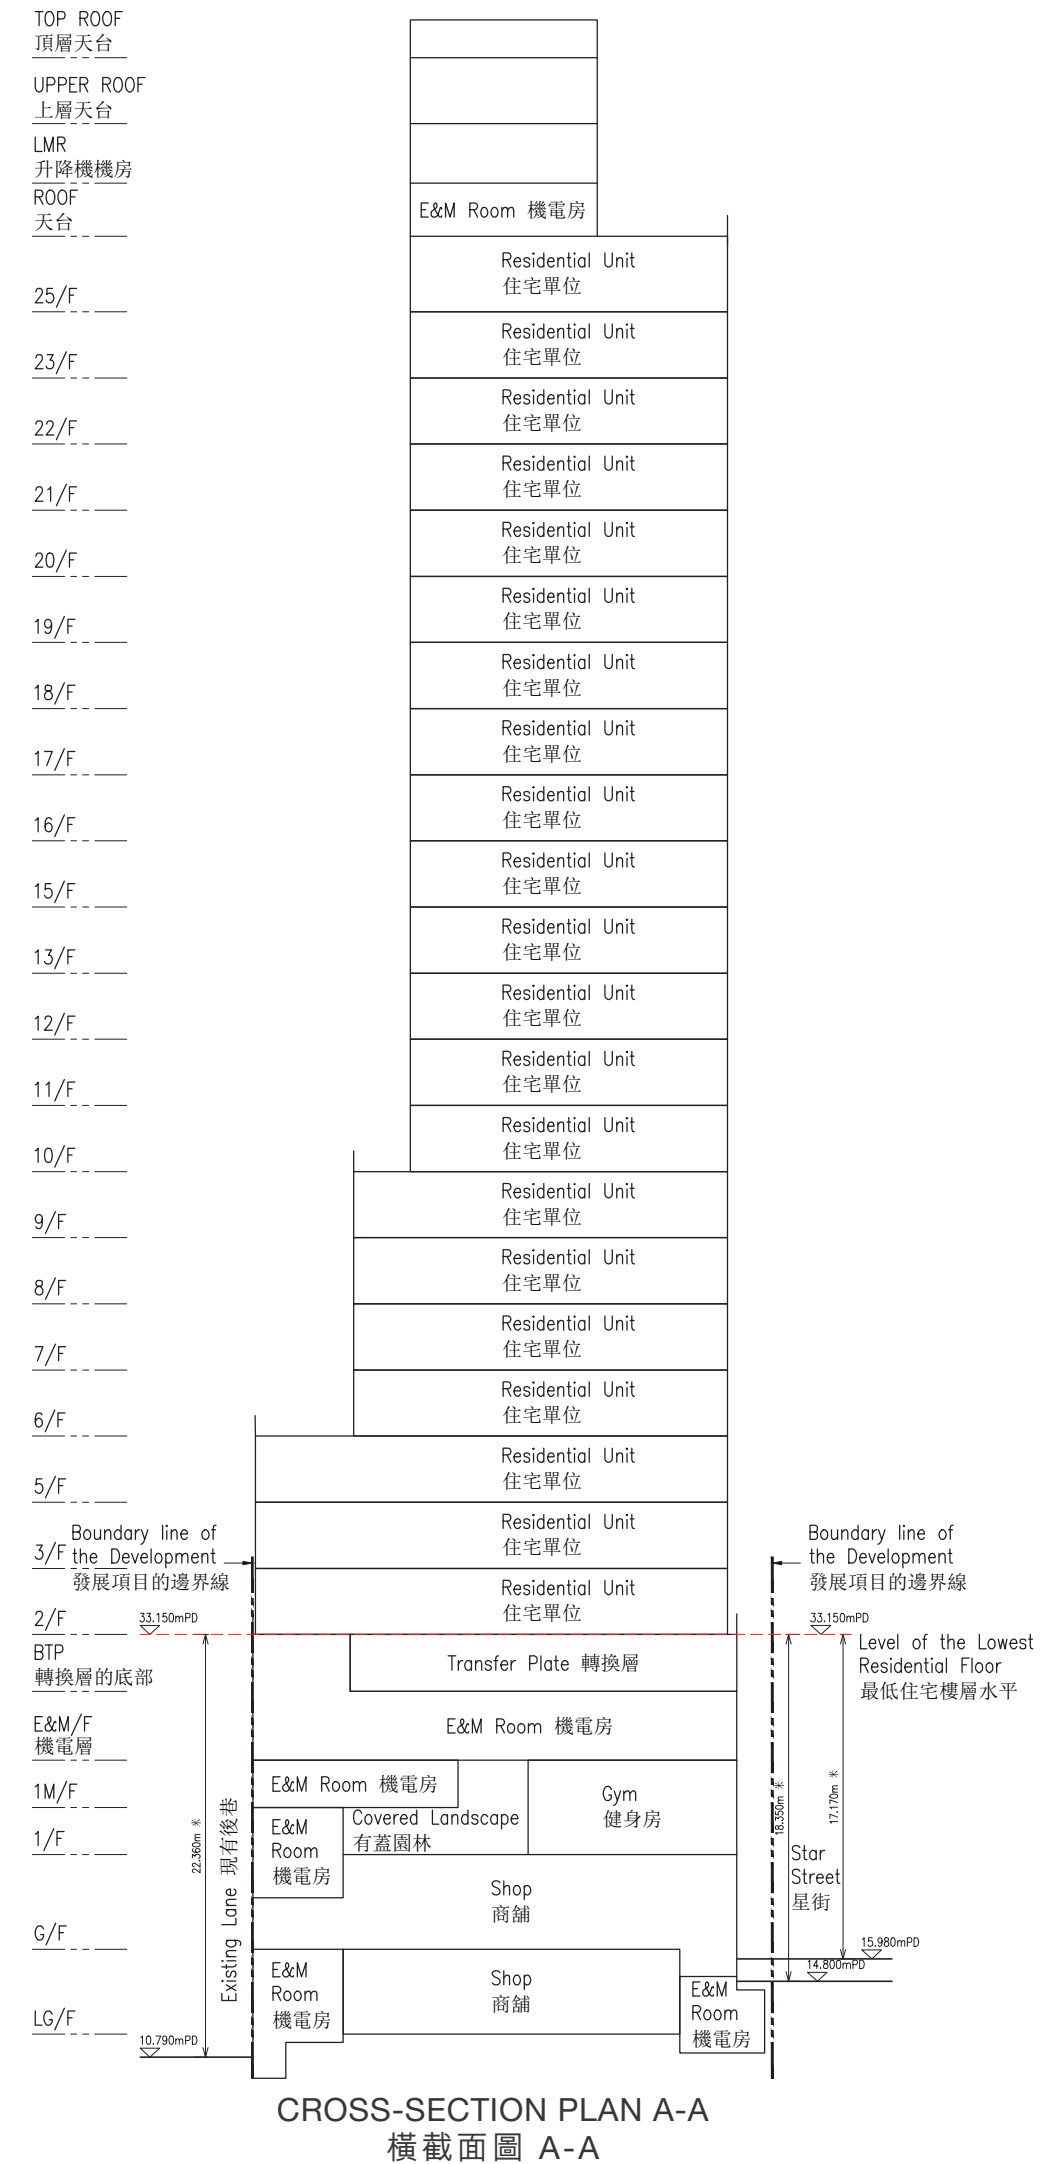 TOP ROOF
頂層天台
UPPER ROOF
上層天台
LMR
升降機機房
ROOF
天台
E&M Room 機電房
Residential Unit
住宅單位
25/F
Residential Unit
住宅單位
23/F
Residential Unit
住宅單位
22/F
Residential Unit
住宅單位
21/F
Residential Unit
住宅單位
20/F
Residential Unit
住宅單位
19/F
Residential Unit
住宅單位
18/F
Residential Unit
住宅單位
17/F
Residential Unit
住宅單位
16/F
Residential Unit
住宅單位
15/F
Residential Unit
住宅單位
13/F
Residential Unit
住宅單位
12/F
Residential Unit
住宅單位
11/F
Residential Unit
住宅單位
10/F
Residential Unit
住宅單位
9/F
Residential Unit
住宅單位
8/F
Residential Unit
住宅單位
7/F
Residential Unit
住宅單位
6/F
Residential Unit
住宅單位
5/F
Residential Unit
住宅單位
3/F
Boundary line of
the Development
發展項目的邊界線
Boundary line of
the Development
發展項目的邊界線
Residential Unit
住宅單位
2/F
33.150mPD
33.150mPD
Level of the Lowest
Residential Floor
最低住宅樓層水平
BTP
轉換層的底部
Transfer Plate 轉換層
E&M/F
機電層
E&M Room 機電房
1M/F
E&M Room 機電房
Gym
健身房
Covered Landscape
有蓋園林
1/F
E&M
Room
機電房
22.360m 米
Existing Lane 現有後巷
18.350m 米
17.170m 米
Star
Street
星街
Shop
商舖
G/F
15.980mPD
14.800mPD
E&M
Room
機電房
Shop
商舖
E&M
Room
機電房
LG/F
10.790mPD
CROSS-SECTION PLAN A-A
橫截面圖 A-A